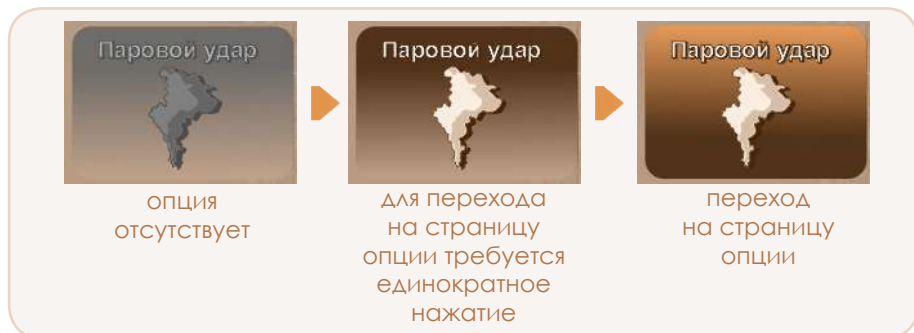 Паровой удар
Паровой удар
Паровой удар
опция
отсутствует
для перехода
на страницу
опции требуется
единократное
нажатие
переход
на страницу
опции